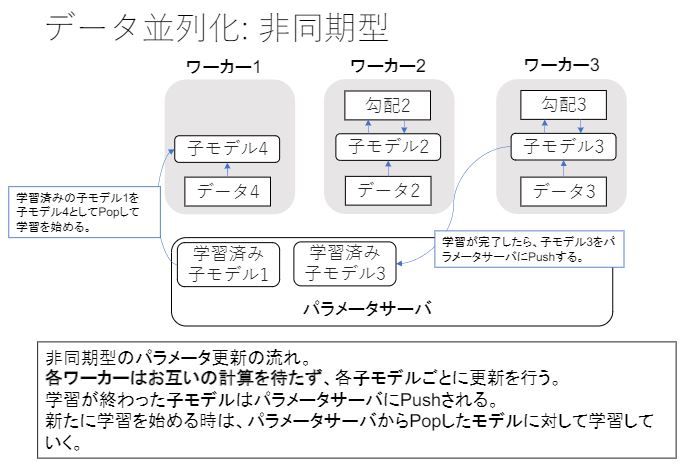 データ並列化: 非同期型
ワーカー1
ワーカー2
ワーカー3
勾配2
勾配3
子モデル4
子モデル2
子モデル3
データ4
データ2
データ3
学習済みの子モデル1を
子モデル4としてPopして
学習を始める。
学習が完了したら、子モデル3をパ
ラメータサーバにPushする。
学習済み
子モデル1
学習済み
子モデル3
パラメータサーバ
非同期型のパラメータ更新の流れ。
各ワーカーはお互いの計算を待たず、各子モデルごとに更新を行う。
学習が終わった子モデルはパラメータサーバにPushされる。
新たに学習を始める時は、パラメータサーバからPopしたモデルに対して学習して
いく。